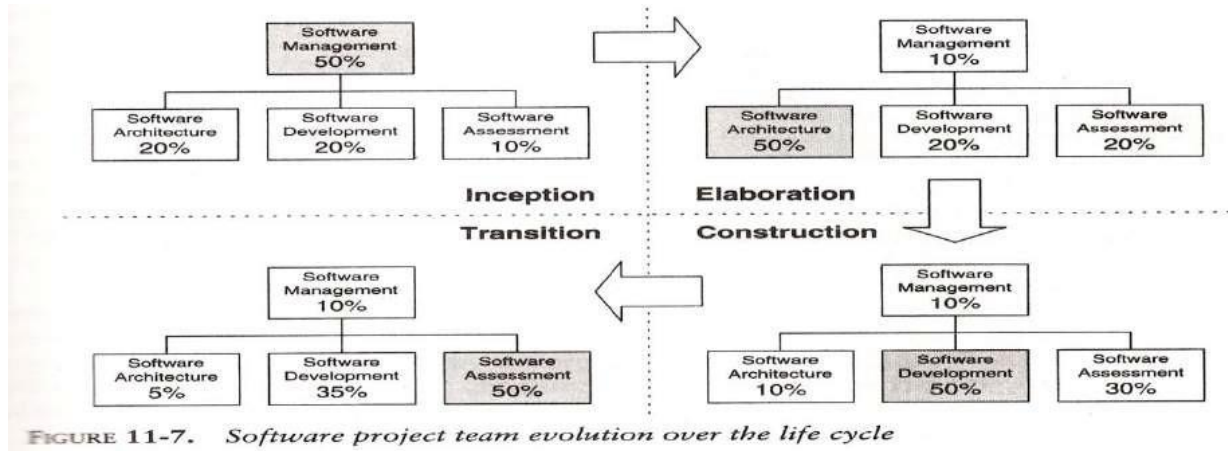 Software
Management
50%
Software
Architecture
20%
Software
Development
20%
Software
Assessment
10%
Inception
Software
Management
10%
Software
Architecture
50%
Software
Development
20%
Software
Assessment
20%
Elaboration
Transition
Software
Management
10%
Software
Architecture
5%
Software
Development
35%
Software
Assessment
50%
Construction
Software
Management
10%
Software
Architecture
10%
Software
Development
50%
Software
Assessment
30%
FIGURE 11-7. Software project team evolution over the life cycle